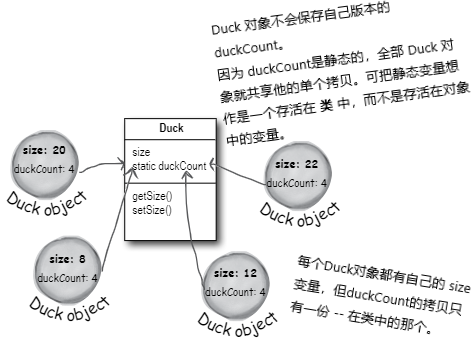 Duck 对象不会保存自己版本的
duckCount。
因为 duckCount是静态的，全部 Duck 对
象就共享他的单个拷贝。可把静态变量想
作是一个存活在 类 中，而不是存活在对象
中的变量。
Duck
size
static duckCount
getSize()
setSize()
size: 20
duckCount: 4
Duck object
size: 22
duckCount: 4
Duck object
size: 8
duckCount: 4
Duck object
size: 12
duckCount: 4
Duck object
每个Duck对象都有自己的 size
变量，但duckCount的拷贝只
有一份 -- 在类中的那个。